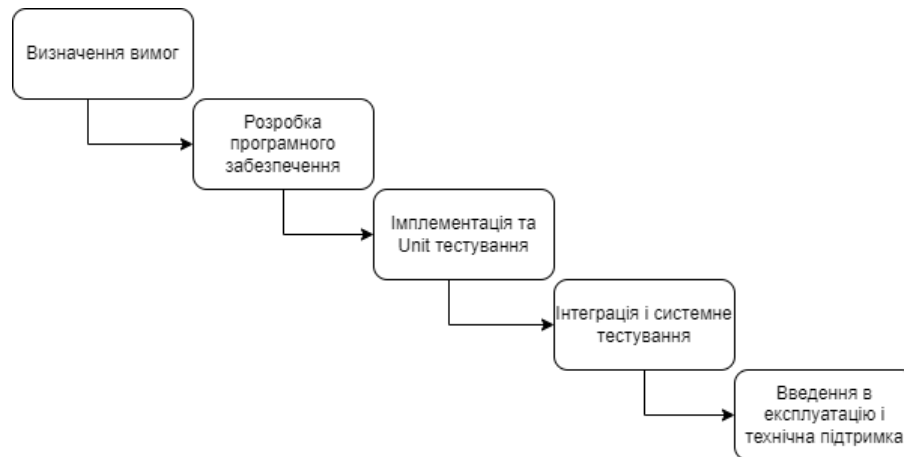 Визначення вимог
Розробка
програмного
забезпечення
Імплементація та
Unit тестування
Інтеграція і системне
тестування
Введення в
експлуатацію і
технічна підтримка